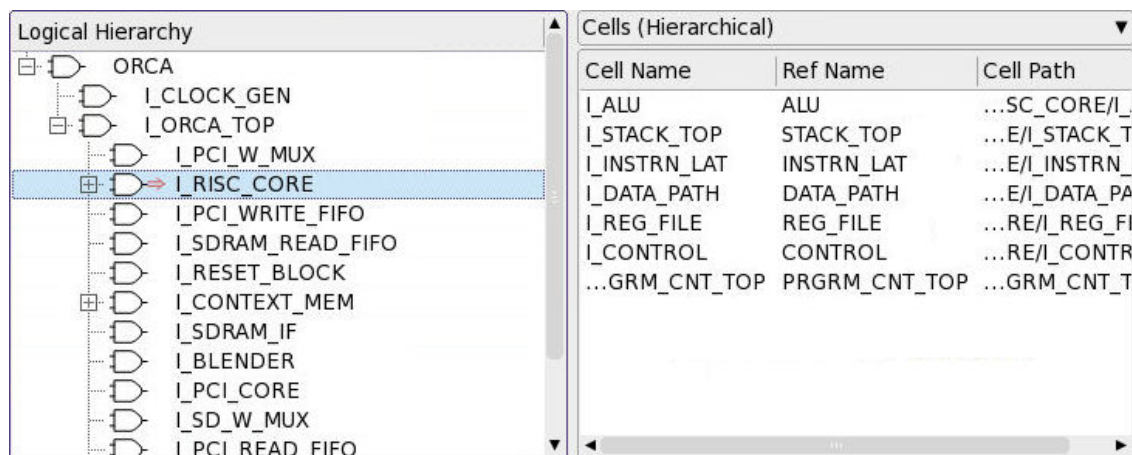 Logical Hierarchy
ORCA
I_CLOCK_GEN
I_ORCA_TOP
I_PCI_W_MUX
I_RISC_CORE
I_PCI_WRITE_FIFO
I_SDRAM_READ_FIFO
I_RESET_BLOCK
I_CONTEXT_MEM
I_SDRAM_IF
I_BLENDER
I_PCI_CORE
I_SD_W_MUX
I_PCI_READ_FIFO
Cells (Hierarchical)
Cell Name Ref Name Cell Path
I_ALU ALU ...SC_CORE/I_
I_STACK_TOP STACK_TOP ...E/I_STACK_T
I_INSTRN_LAT INSTRN_LAT ...E/I_INSTRN_
I_DATA_PATH DATA_PATH ...E/I_DATA_PA
I_REG_FILE REG_FILE ...RE/I_REG_FI
I_CONTROL CONTROL ...RE/I_CONTR
...GRM_CNT_TOP PRGRM_CNT_TOP ...GRM_CNT_T